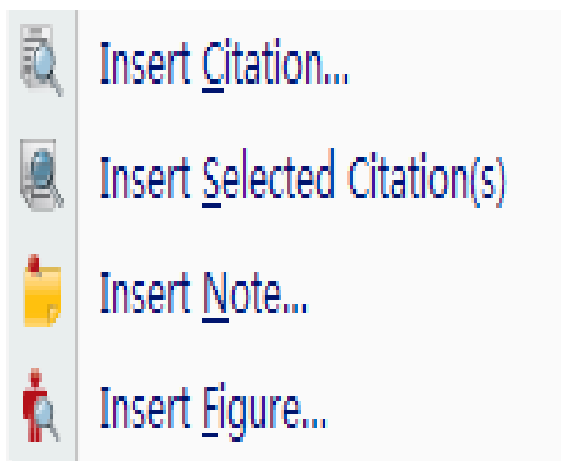 Insert Citation...
Insert Selected Citation(s)
Insert Note...
Insert Figure...